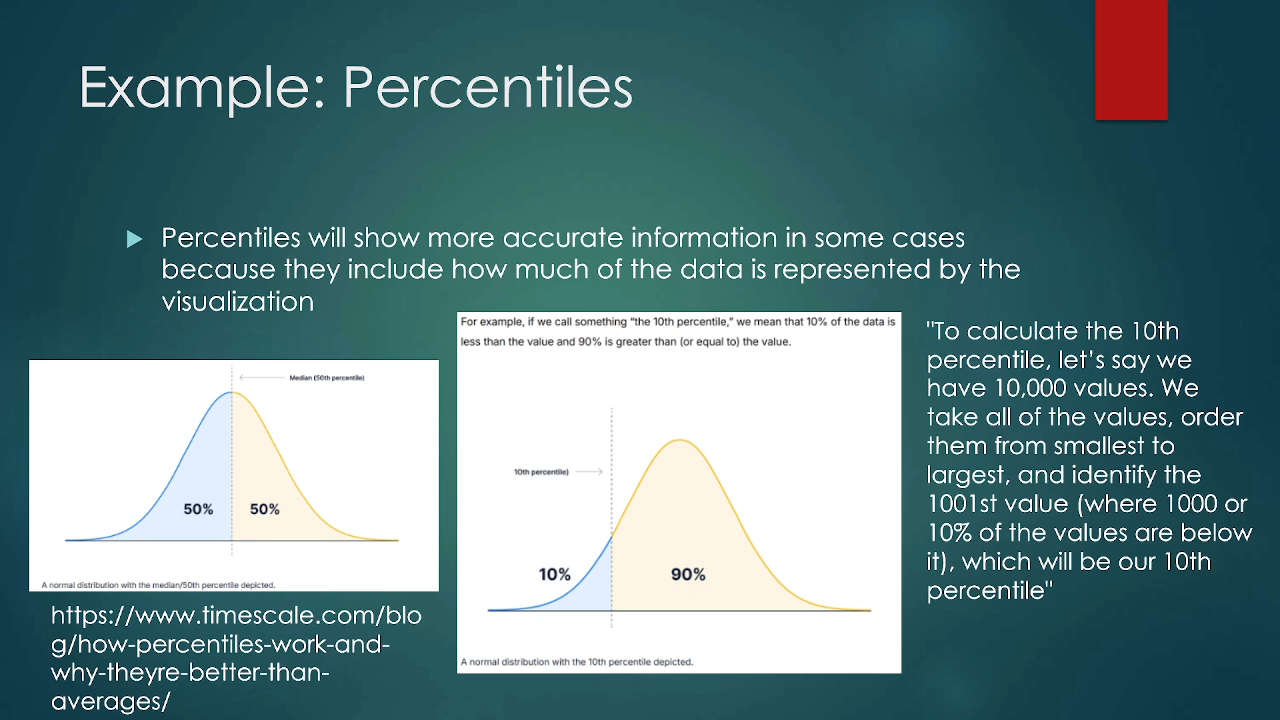 Example: Percentiles
Percentiles will show more accurate information in some cases
because they include how much of the data is represented by the
visualization
Median (50th percentile)
50%
50%
A normal distribution with the median/50th percentile depicted.
https://www.timescale.com/blo
g/how-percentiles-work-and-
why-theyre-better-than-
averages/
For example, if we call something “the 10th percentile,” we mean that 10% of the data is
less than the value and 90% is greater than (or equal to) the value.
10th percentile)
10%
90%
A normal distribution with the 10th percentile depicted.
"To calculate the 10th
percentile, let’s say we
have 10,000 values. We
take all of the values, order
them from smallest to
largest, and identify the
1001st value (where 1000 or
10% of the values are below
it), which will be our 10th
percentile"